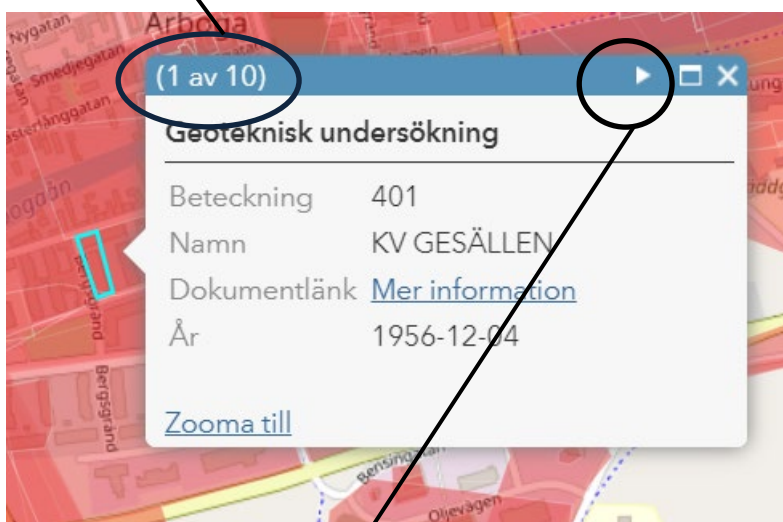 Nygatan
Arboga
Smedjegatan
(1 av 10)
Geoteknisk undersökning
Beteckning 401
Namn KV GESÄLLEN
Dokumentlänk Mer information
År 1956-12-04
Zooma till
Bergsgränd
Bergsgränd
Oljevägen